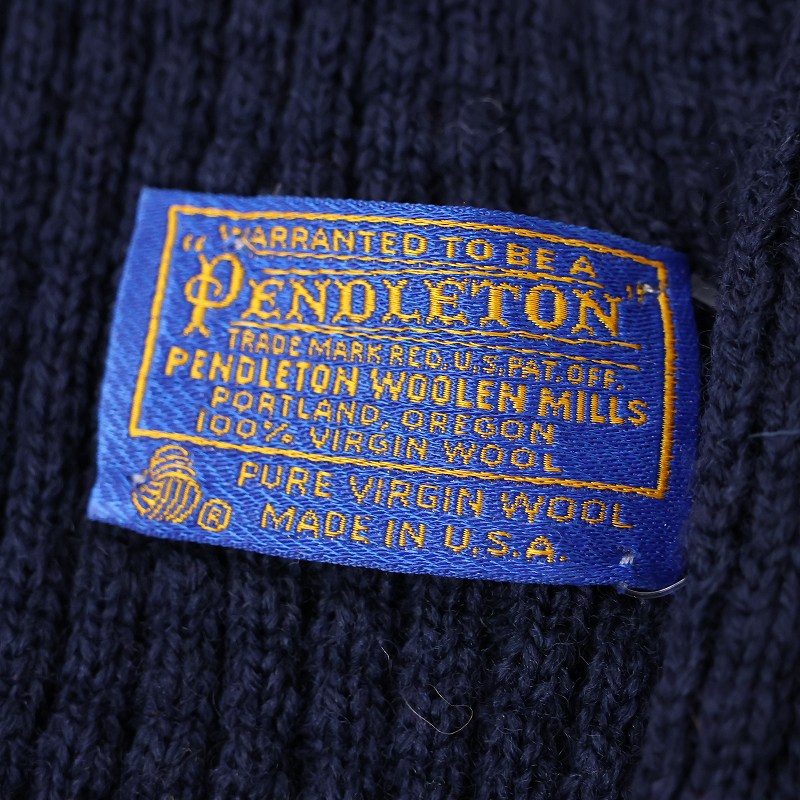 WARRANTED TO BE A
"PENDLETON"
TRADE MARK REG. U.S. PAT. OFF.
PENDLETON WOOLEN MILLS
PORTLAND, OREGON
100% VIRGIN WOOL
PURE VIRGIN WOOL
® MADE IN U.S.A.